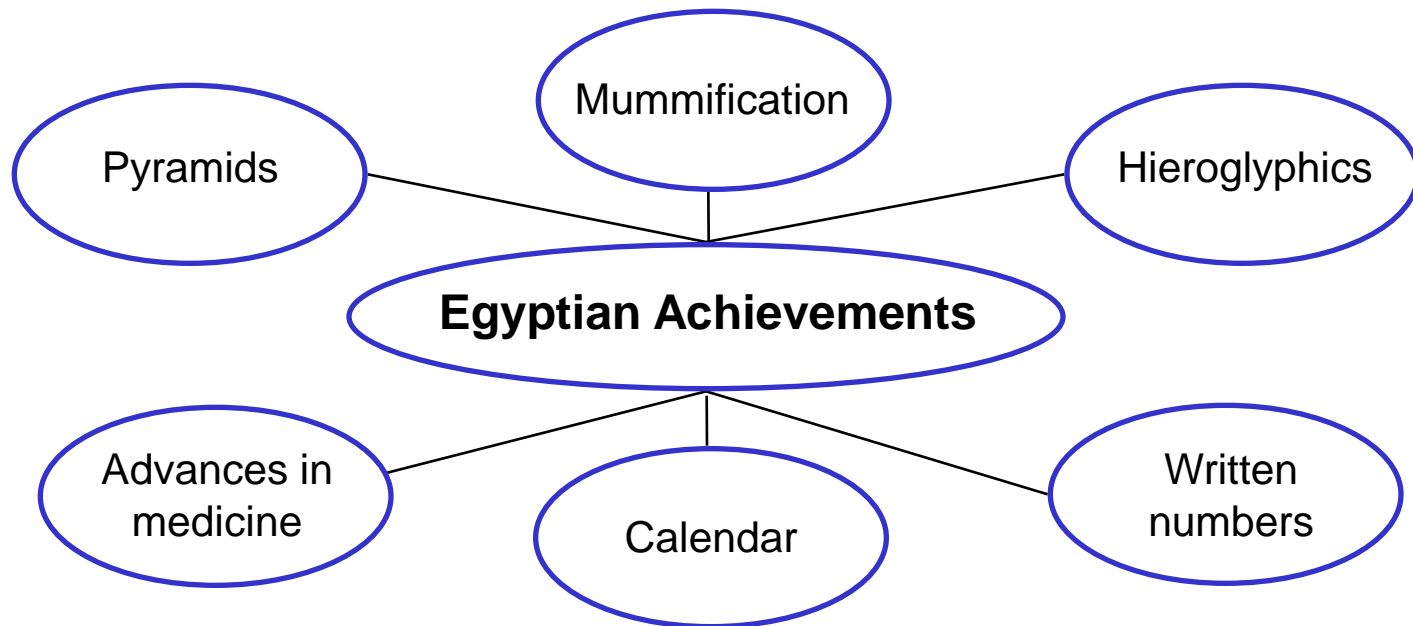 Mummification
Pyramids
Hieroglyphics
Egyptian Achievements
Advances in
medicine
Calendar
Written
numbers